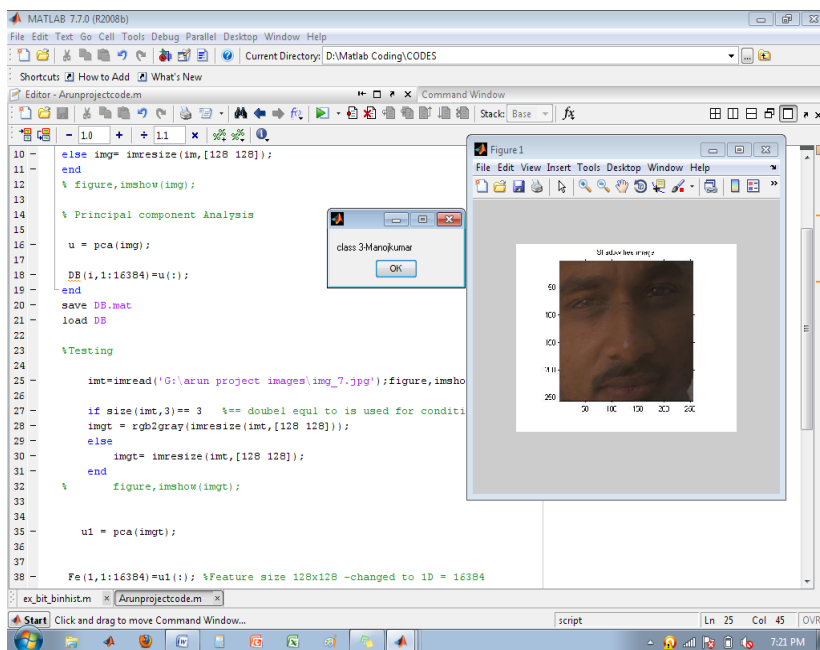 MATLAB 7.7.0 (R2008b)
File Edit Text Go Cell Tools Debug Parallel Desktop Window Help
Current Directory: D:\Matlab Coding\CODES
Shortcuts How to Add What's New
Editor - Arunprojectcode.m
Command Window
Stack: Base
1.0
1.1
10 - else img= imresize(im,[128 128]);
11 - end
12 % figure,imshow(img);
13
14 % Principal component Analysis
15
16 - u = pca(img);
17
18 - DB(i,1:16384)=u(:);
19 - end
20 - save DB.mat
21 - load DB
22
23 %Testing
24
25 - imt=imread('G:\arun project images\img_7.jpg');figure,imsho
26
27 - if size(imt,3)== 3 %== doubel equl to is used for conditi
28 - imgt = rgb2gray(imresize(imt,[128 128]));
29 - else
30 - imgt= imresize(imt,[128 128]);
31 - end
32 % figure,imshow(imgt);
33
34
35 - u1 = pca(imgt);
36
37
38 - Fe(1,1:16384)=u1(:); %Feature size 128x128 -changed to 1D = 16384
class 3-Manojkumar
OK
Figure 1
File Edit View Insert Tools Desktop Window Help
Shadow free image
50
100
200
250
50 100 150 200 250
ex_bit_binhist.m
Arunprojectcode.m
Start Click and drag to move Command Window...
script
Ln 25 Col 45 OVR
7:21 PM